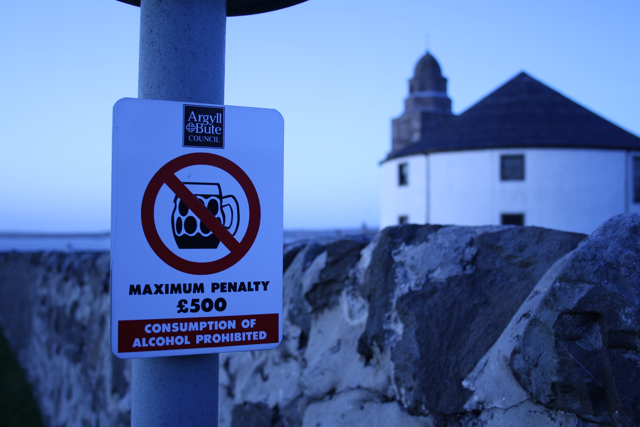 Argyll
&Bute
COUNCIL
MAXIMUM PENALTY
£500
CONSUMPTION OF
ALCOHOL PROHIBITED